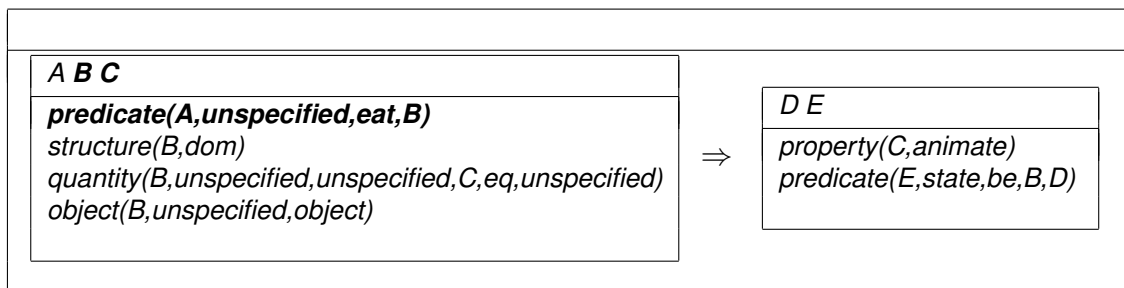 A B C
predicate(A,unspecified,eat,B)
structure(B,dom)
quantity(B,unspecified,unspecified,C,eq,unspecified)
object(B,unspecified,object)
⇒
D E
property(C,animate)
predicate(E,state,be,B,D)